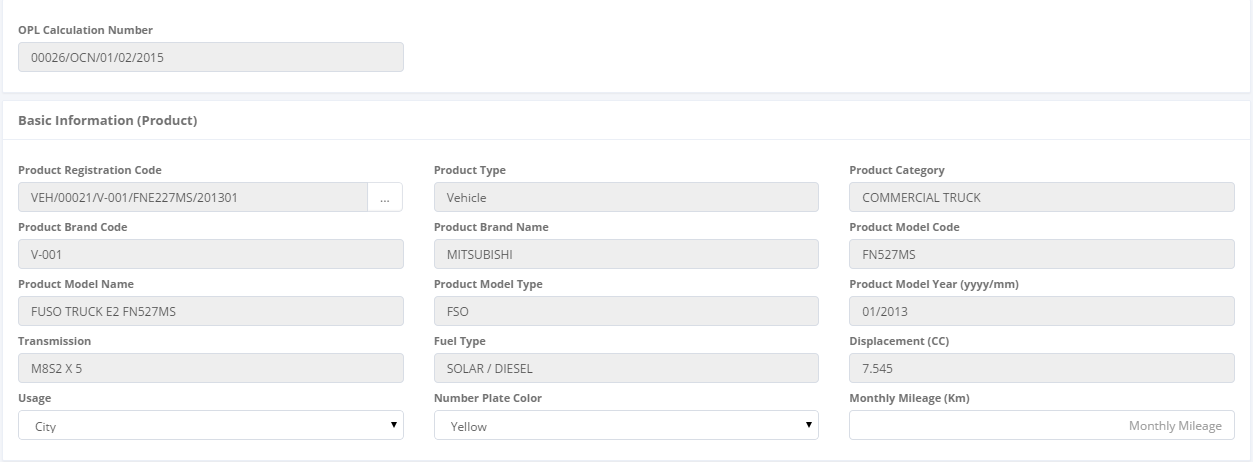 OPL Calculation Number
00026/OCN/01/02/2015
Basic Information (Product)
Product Registration Code
Product Type
Product Category
VEH/00021/V-001/FNE227MS/201301
...
Vehicle
COMMERCIAL TRUCK
Product Brand Code
Product Brand Name
Product Model Code
V-001
MITSUBISHI
FN527MS
Product Model Name
Product Model Type
Product Model Year (yyyy/mm)
FUSO TRUCK E2 FN527MS
FSO
01/2013
Transmission
Fuel Type
Displacement (CC)
M8S2 X 5
SOLAR / DIESEL
7.545
Usage
Number Plate Color
Monthly Mileage (Km)
City
Yellow
Monthly Mileage